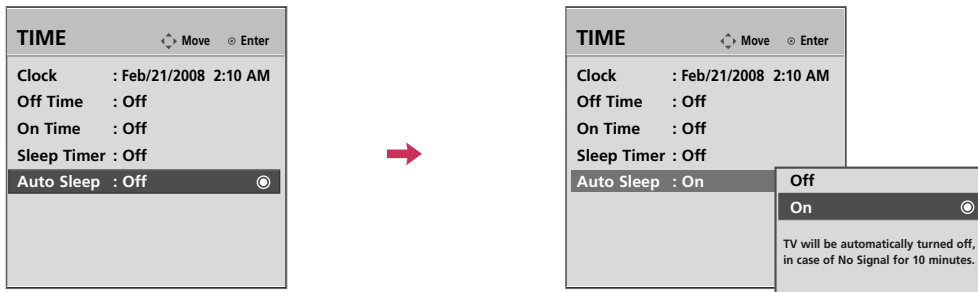 TIME Move Enter
Clock : Feb/21/2008 2:10 AM
Off Time : Off
On Time : Off
Sleep Timer : Off
Auto Sleep : Off
TIME Move Enter
Clock : Feb/21/2008 2:10 AM
Off Time : Off
On Time : Off
Sleep Timer : Off
Auto Sleep : On
Off
On
TV will be automatically turned off,
in case of No Signal for 10 minutes.